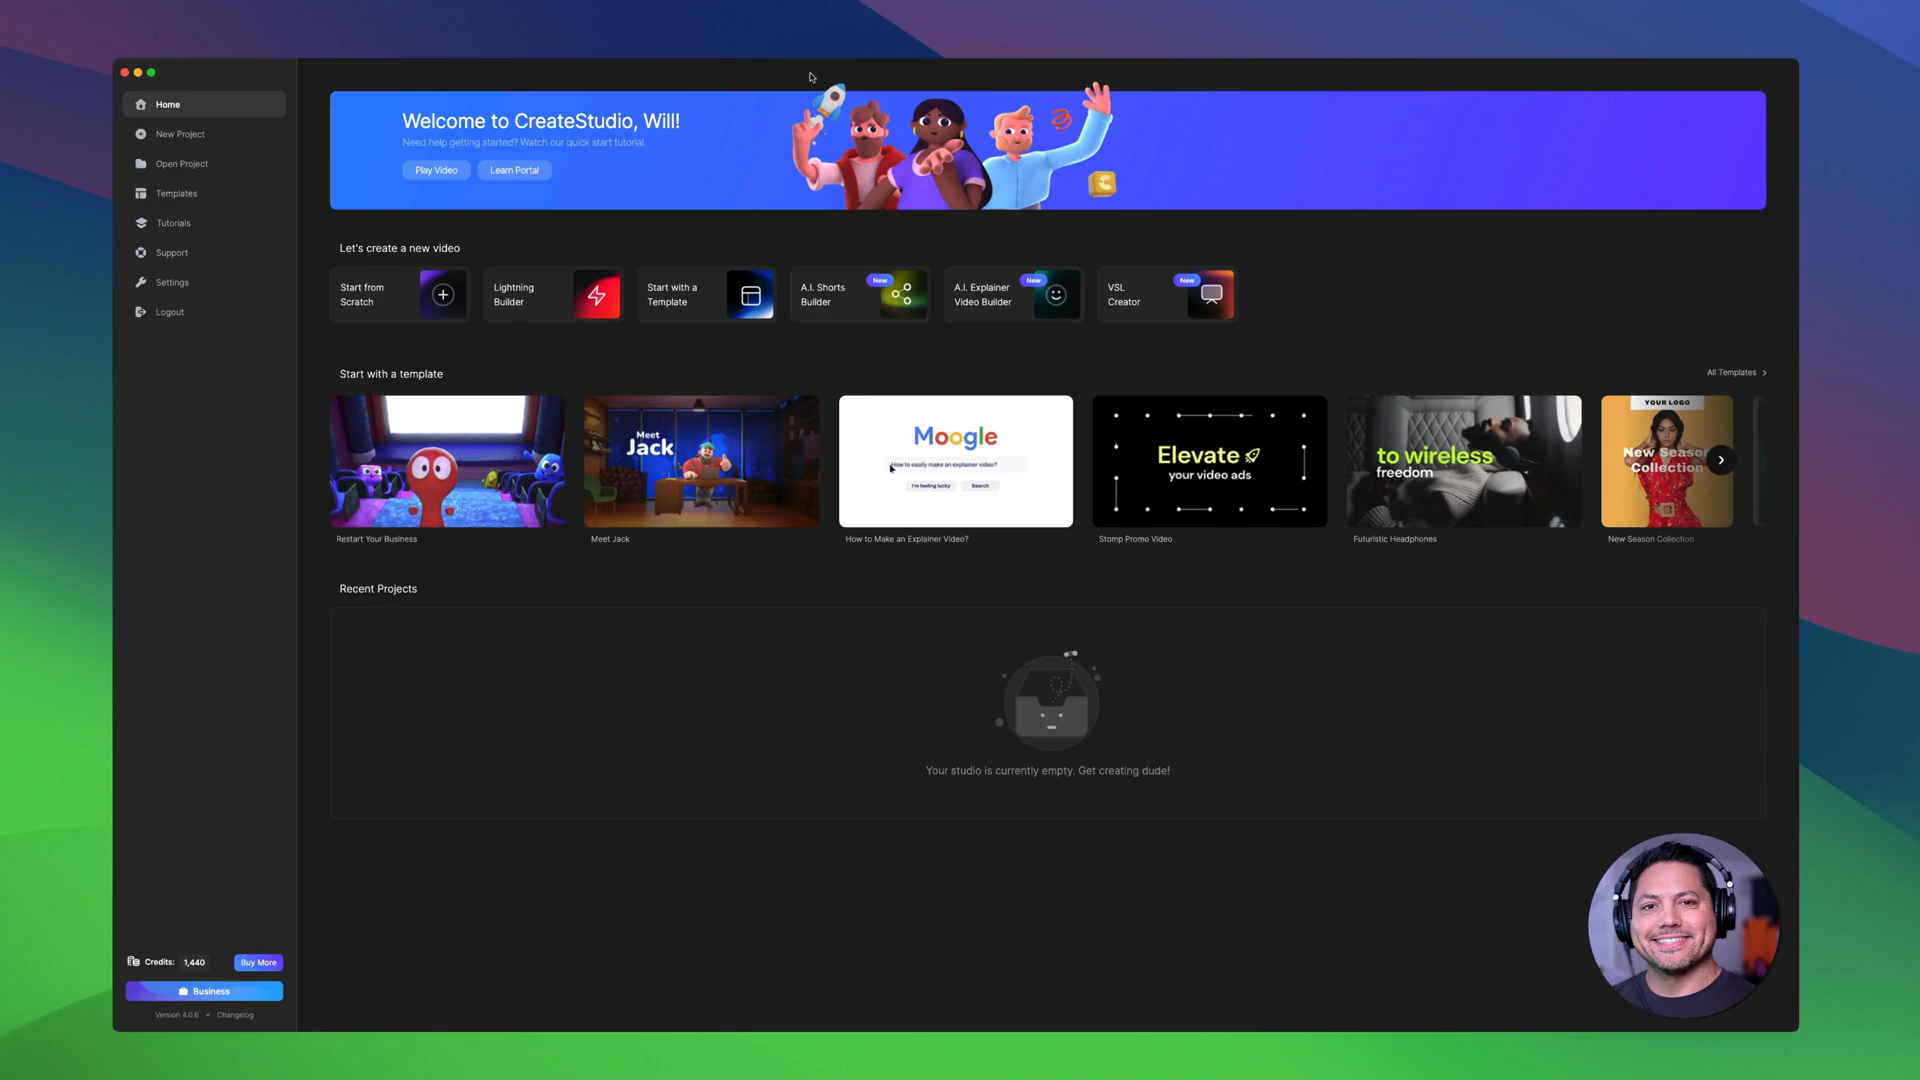 Home
New Project
Open Project
Templates
Tutorials
Support
Settings
Logout
Credits: 1,440
Buy More
Business
Version 4.0.6 • Changelog
Welcome to CreateStudio, Will!
Need help getting started? Watch our quick start tutorial.
Play Video
Learn Portal
Let's create a new video
Start from
Scratch
Lightning
Builder
Start with a
Template
A.I. Shorts
Builder
New
A.I. Explainer
Video Builder
New
VSL
Creator
New
Start with a template
All Templates
Restart Your Business
Meet
Jack
Meet Jack
Moogle
How to easily make an explainer video?
I'm feeling lucky
Search
How to Make an Explainer Video?
Elevate
your video ads
Stomp Promo Video
to wireless
freedom
Futuristic Headphones
YOUR LOGO
New Season
Collection
New Season Collection
Recent Projects
Your studio is currently empty. Get creating dude!